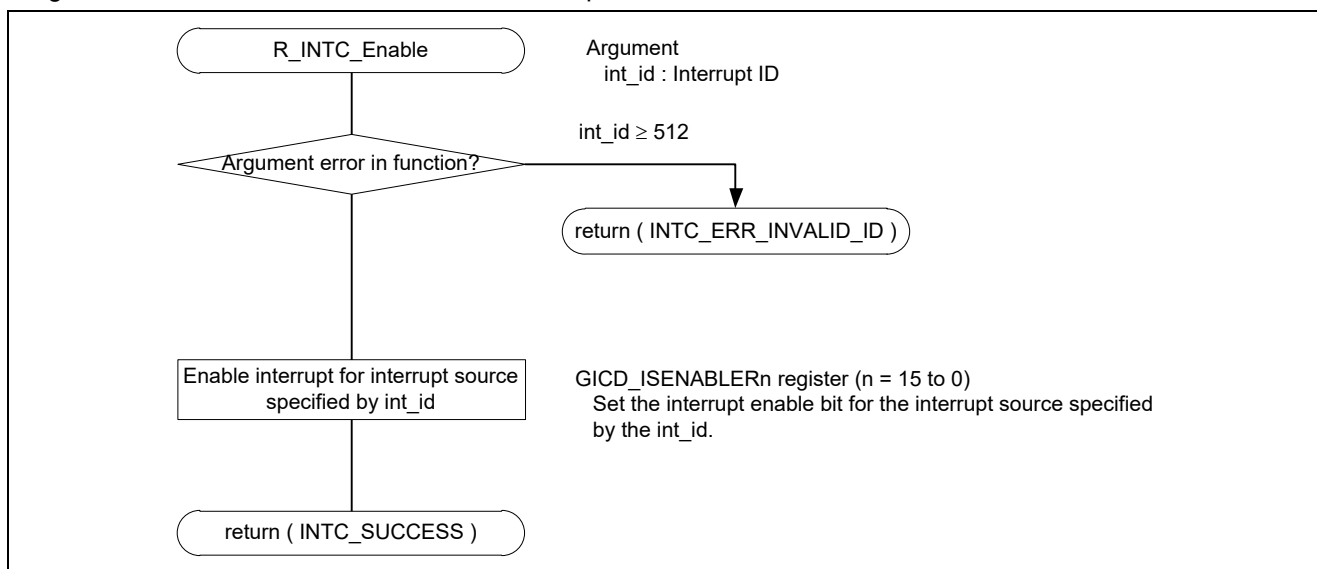 R_INTC_Enable
Argument
int_id : Interrupt ID
int_id ≥ 512
Argument error in function?
return ( INTC_ERR_INVALID_ID )
Enable interrupt for interrupt source
specified by int_id
GICD_ISENABLERn register (n = 15 to 0)
Set the interrupt enable bit for the interrupt source specified
by the int_id.
return ( INTC_SUCCESS )